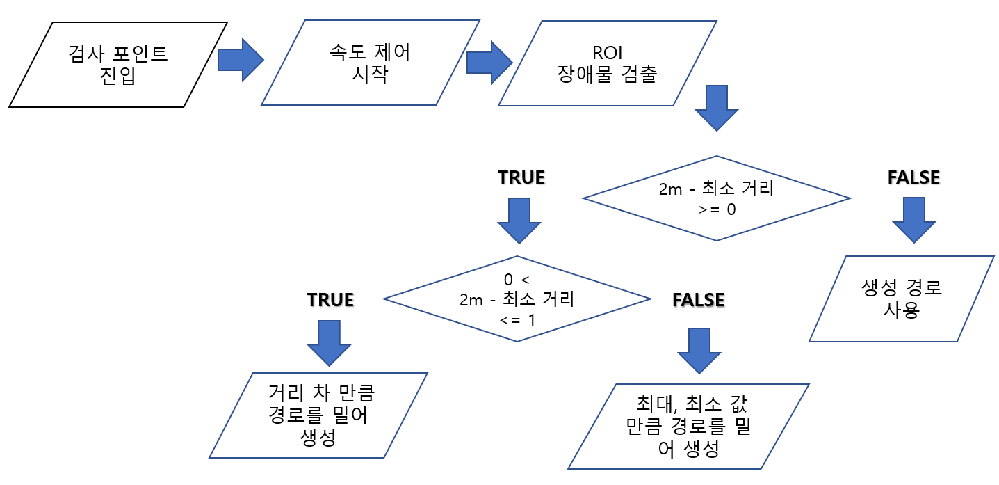 검사 포인트
진입
속도 제어
시작
ROI
장애물 검출
2m - 최소 거리
>= 0
TRUE
FALSE
0 <
2m - 최소 거리
<= 1
생성 경로
사용
TRUE
FALSE
거리 차 만큼
경로를 밀어
생성
최대, 최소 값
만큼 경로를 밀
어 생성